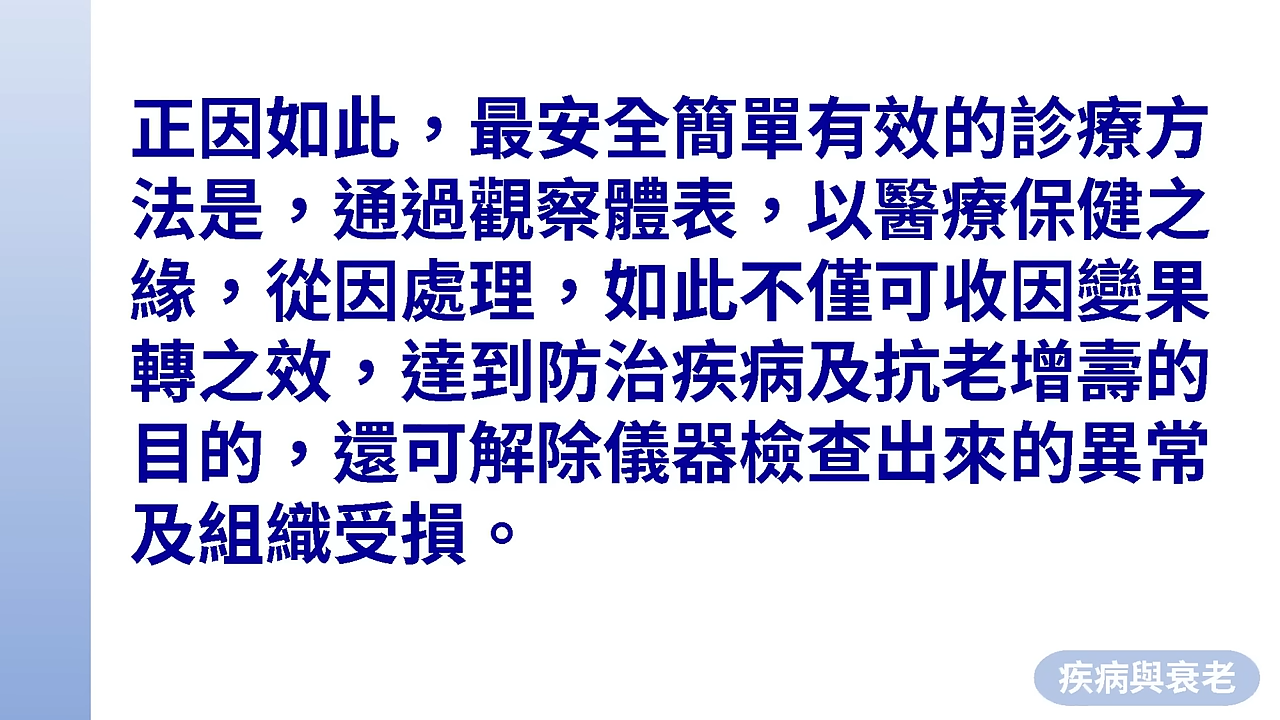 正因如此，最安全簡單有效的診療方
法是，通過觀察體表，以醫療保健之
緣，從因處理，如此不僅可收因變果
轉之效，達到防治疾病及抗老增壽的
目的，還可解除儀器檢查出來的異常
及組織受損。
疾病與衰老